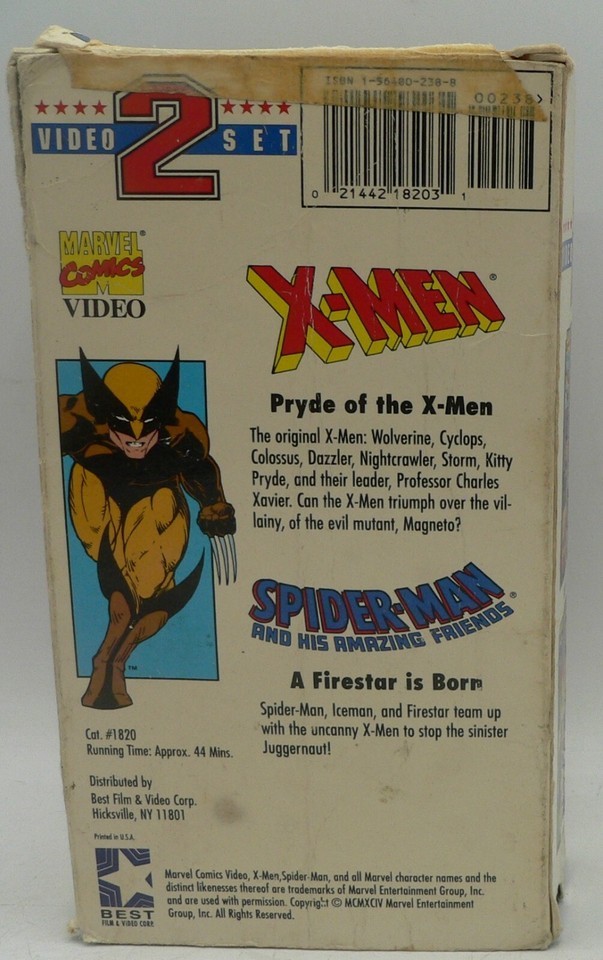 ISBN 1-56480-238-8
00238>
★★★★ 2 ★★★★
VIDEO SET
0 21442 18203 1
MARVEL®
COMICS
M
VIDEO
X-MEN®
Pryde of the X-Men
The original X-Men: Wolverine, Cyclops,
Colossus, Dazzler, Nightcrawler, Storm, Kitty
Pryde, and their leader, Professor Charles
Xavier. Can the X-Men triumph over the vil-
lainy, of the evil mutant, Magneto?
SPIDER-MAN®
AND HIS AMAZING FRIENDS
A Firestar is Born
Spider-Man, Iceman, and Firestar team up
with the uncanny X-Men to stop the sinister
Juggernaut!
TM
Cat. #1820
Running Time: Approx. 44 Mins.
Distributed by
Best Film & Video Corp.
Hicksville, NY 11801
Printed in U.S.A.
BEST
FILM & VIDEO CORP.
Marvel Comics Video, X-Men,Spider-Man, and all Marvel character names and the
distinct likenesses thereof are trademarks of Marvel Entertainment Group, Inc.
and are used with permission. Copyright © MCMXCIV Marvel Entertainment
Group, Inc. All Rights Reserved.